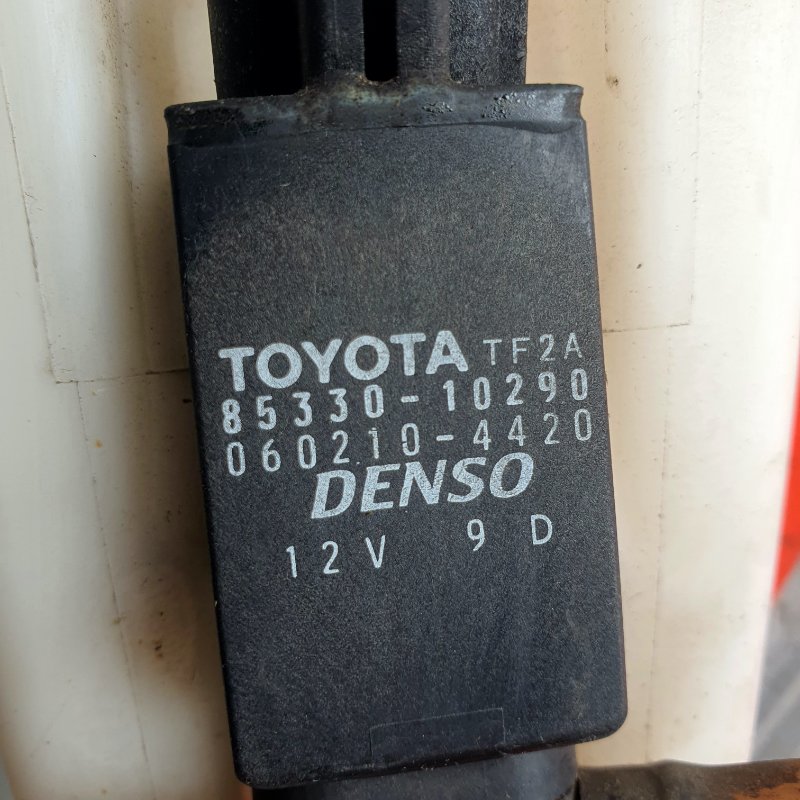 TOYOTA TF2A
85330-10290
060210-4420
DENSO
12V 9D